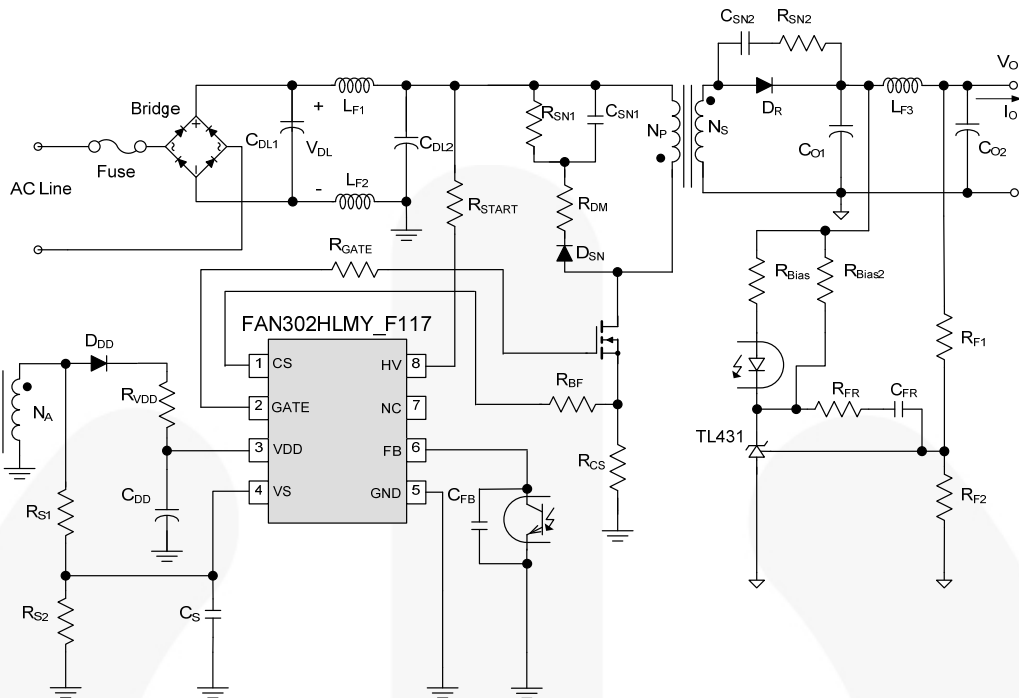 CSN2
RSN2
VO
Bridge
+
LF1
RSN1
CSN1
NP
NS
DR
LF3
IO
CDL1
VDL
CDL2
CO1
CO2
Fuse
AC Line
-
LF2
RSTART
RDM
RGATE
DSN
RBias
RBias2
FAN302HLMY_F117
DDD
1
CS
HV
8
RF1
RVDD
NA
2
GATE
NC
7
RBF
RFR
CFR
TL431
3
VDD
FB
6
RCS
CDD
4
VS
GND
5
CFB
RF2
RS1
RS2
CS